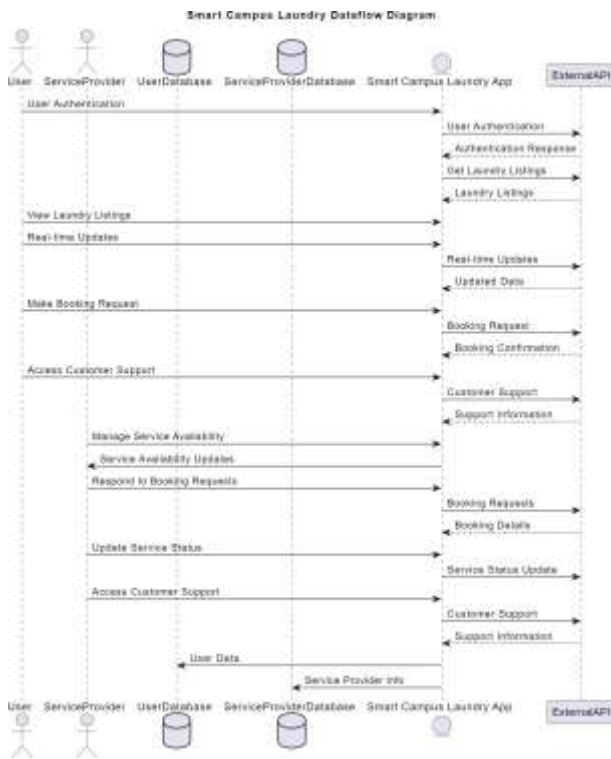 Smart Campus Laundry Dataflow Diagram
User ServiceProvider UserDatabase ServiceProviderDatabase Smart Campus Laundry App ExternalAPI
User Authentication
User Authentication
Authentication Response
Get Laundry Listings
Laundry Listings
View Laundry Listings
Real-time Updates
Real-time Updates
Updated Data
Make Booking Request
Booking Request
Booking Confirmation
Access Customer Support
Customer Support
Support Information
Manage Service Availability
Service Availability Updates
Respond to Booking Requests
Booking Requests
Booking Details
Update Service Status
Service Status Update
Access Customer Support
Customer Support
Support Information
User Data
Service Provider Info
User ServiceProvider UserDatabase ServiceProviderDatabase Smart Campus Laundry App ExternalAPI